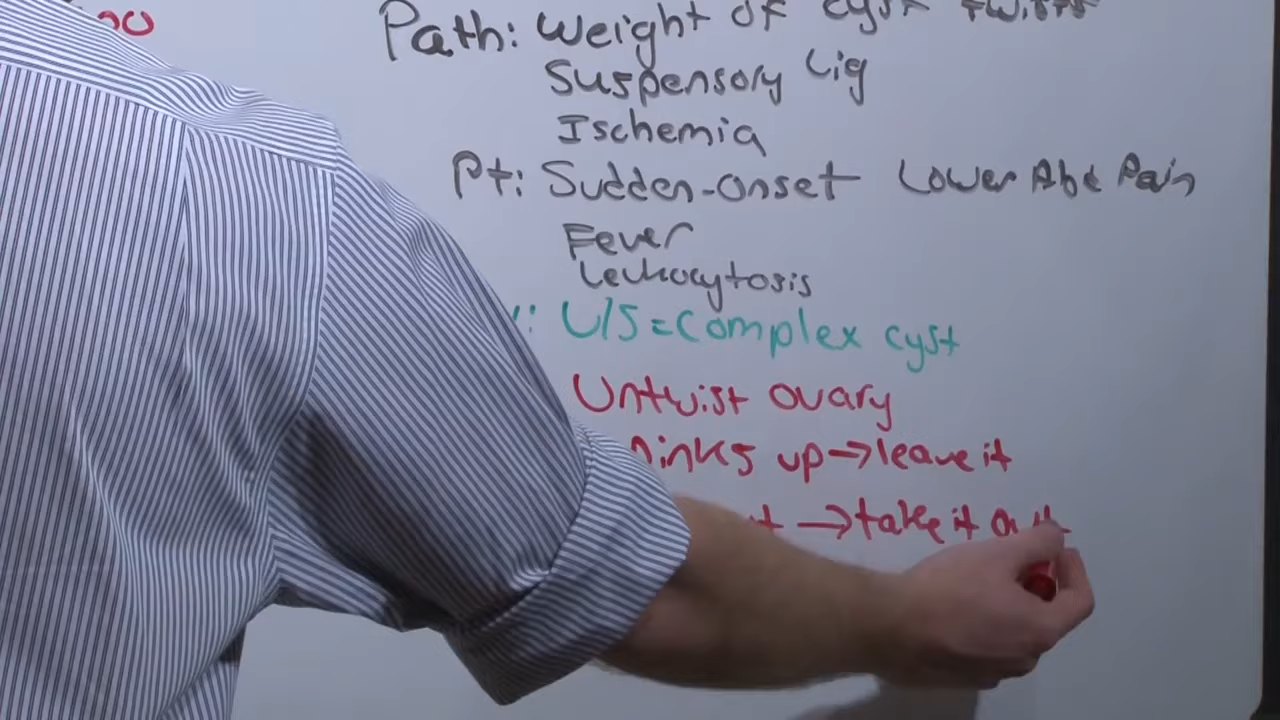 Path: Weight of cyst twists
Suspensory Lig
Ischemia
Pt: Sudden-onset Lower Abd Pain
Fever
Leukocytosis
: U/S = Complex cyst
Untwist ovary
pinks up → leave it
→ take it out